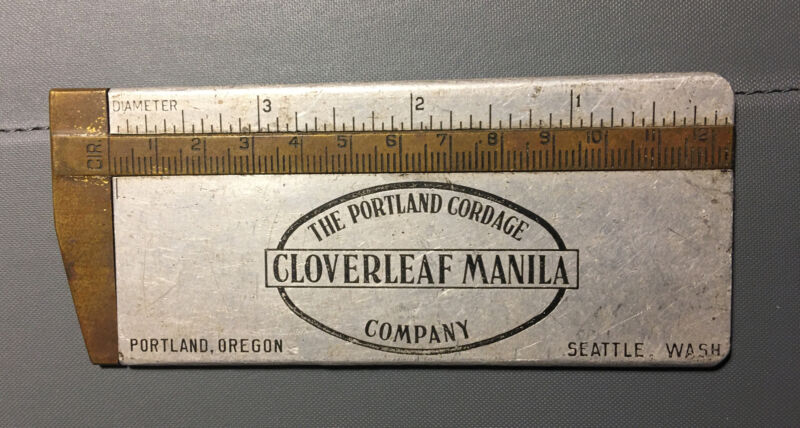 DIAMETER 3 2 1
CIR. 1 2 3 4 5 6 7 8 9 10 11 12
THE PORTLAND CORDAGE
CLOVERLEAF MANILA
COMPANY
PORTLAND, OREGON SEATTLE, WASH.